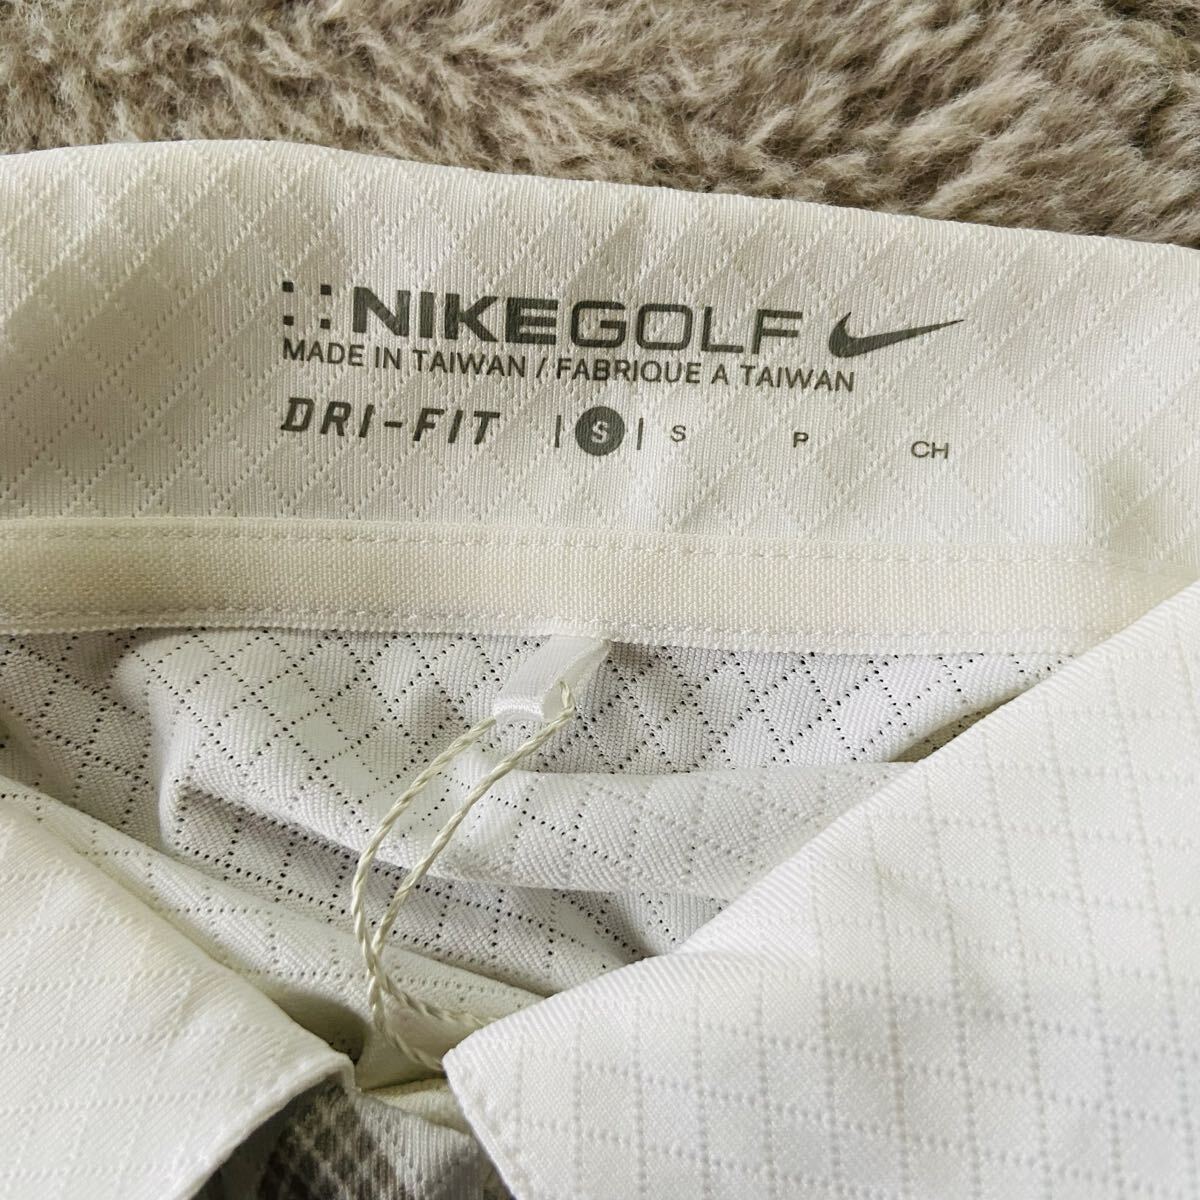 NIKEGOLF
MADE IN TAIWAN / FABRIQUE A TAIWAN
DRI-FIT | S | S P CH